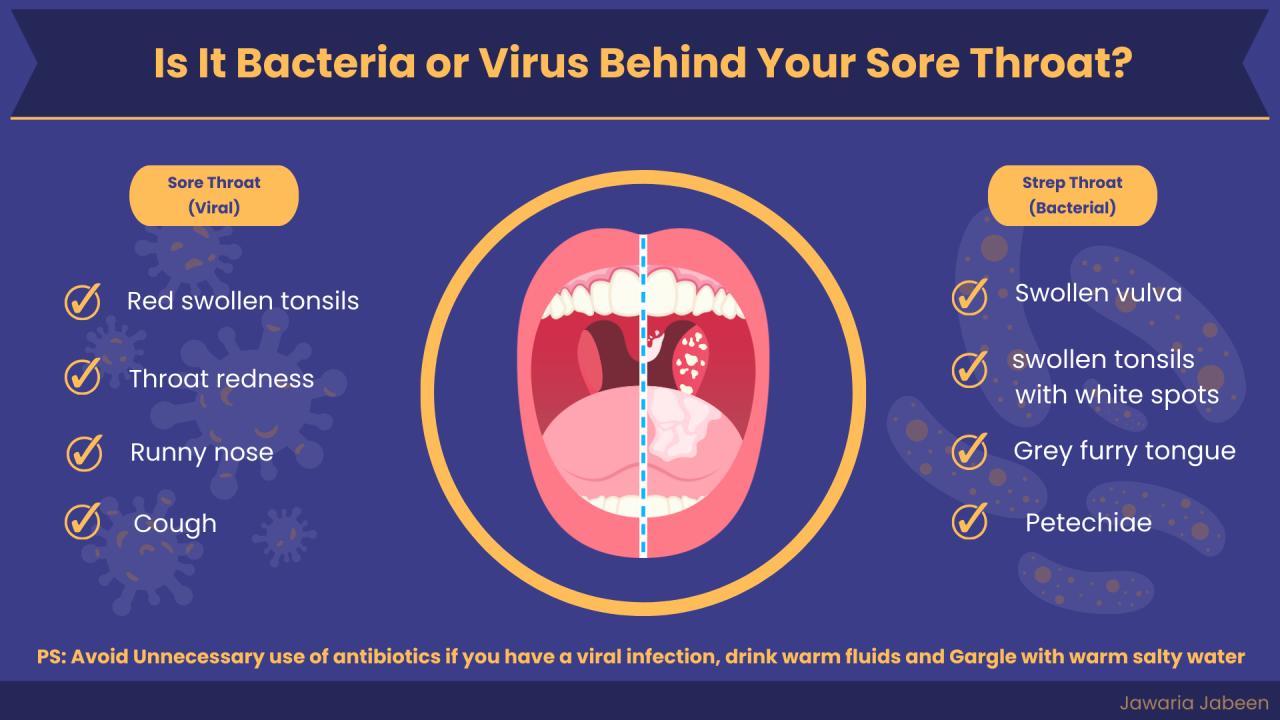 Is It Bacteria or Virus Behind Your Sore Throat?
Sore Throat
(Viral)
Red swollen tonsils
Throat redness
Runny nose
Cough
Strep Throat
(Bacterial)
Swollen vulva
swollen tonsils
with white spots
Grey furry tongue
Petechiae
PS: Avoid Unnecessary use of antibiotics if you have a viral infection, drink warm fluids and Gargle with warm salty water
Jawaria Jabeen